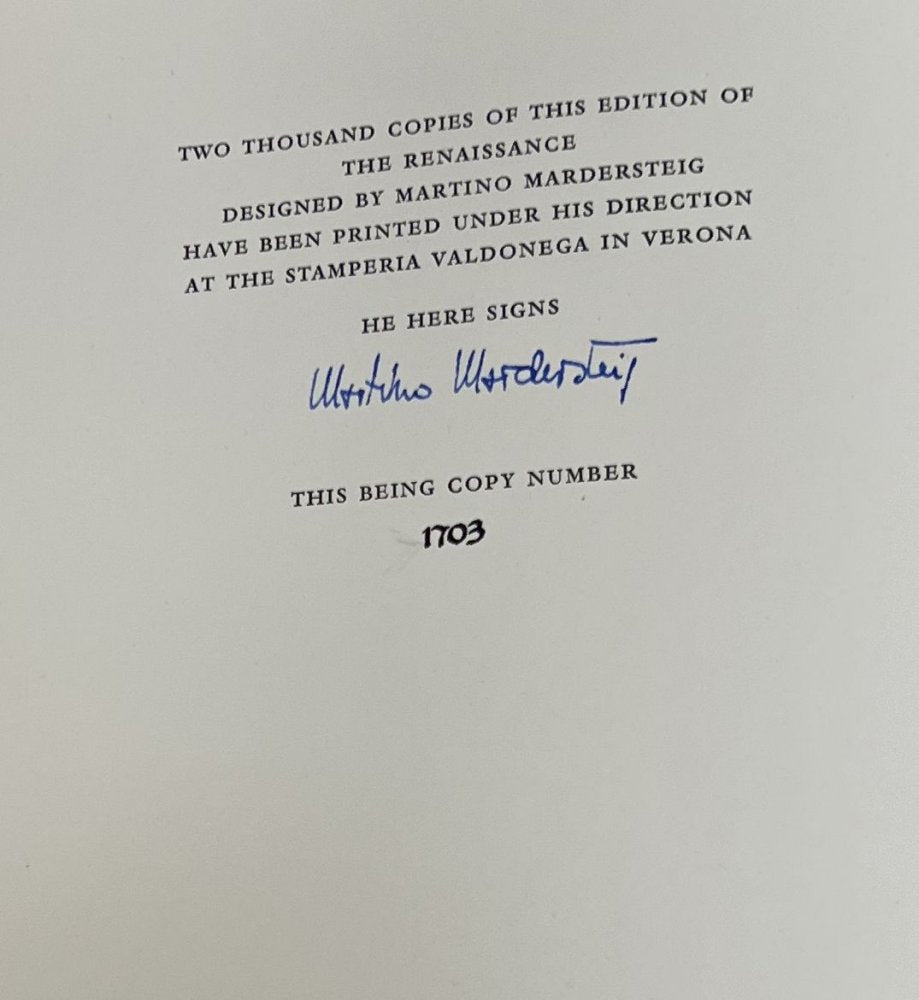 TWO THOUSAND COPIES OF THIS EDITION OF
THE RENAISSANCE
DESIGNED BY MARTINO MARDERSTEIG
HAVE BEEN PRINTED UNDER HIS DIRECTION
AT THE STAMPERIA VALDONEGA IN VERONA
HE HERE SIGNS
Martino Mardersteig
THIS BEING COPY NUMBER
1703